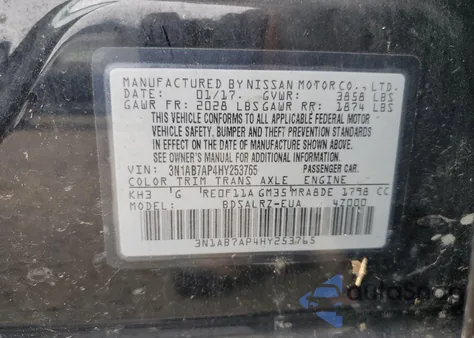 MANUFACTURED BY NISSAN MOTOR CO., LTD.
DATE: 01/17. GVWR: 3858 LBS
GAWR FR: 2028 LBS GAWR RR: 1874 LBS
THIS VEHICLE CONFORMS TO ALL APPLICABLE FEDERAL MOTOR
VEHICLE SAFETY, BUMPER AND THEFT PREVENTION STANDARDS
IN EFFECT ON THE DATE OF MANUFACTURE SHOWN ABOVE.
SEE OWNER'S MANUAL FOR ADDITIONAL INFORMATION.
VIN: 3N1AB7AP4HY253765 PASSENGER CAR.
COLOR TRIM TRANS AXLE ENGINE
KH3 'G RE0F11A GM35 MRA8DE 1798 CC
MODEL: BDSALRZ-EUA 4Z000
3N1AB7AP4HY253765